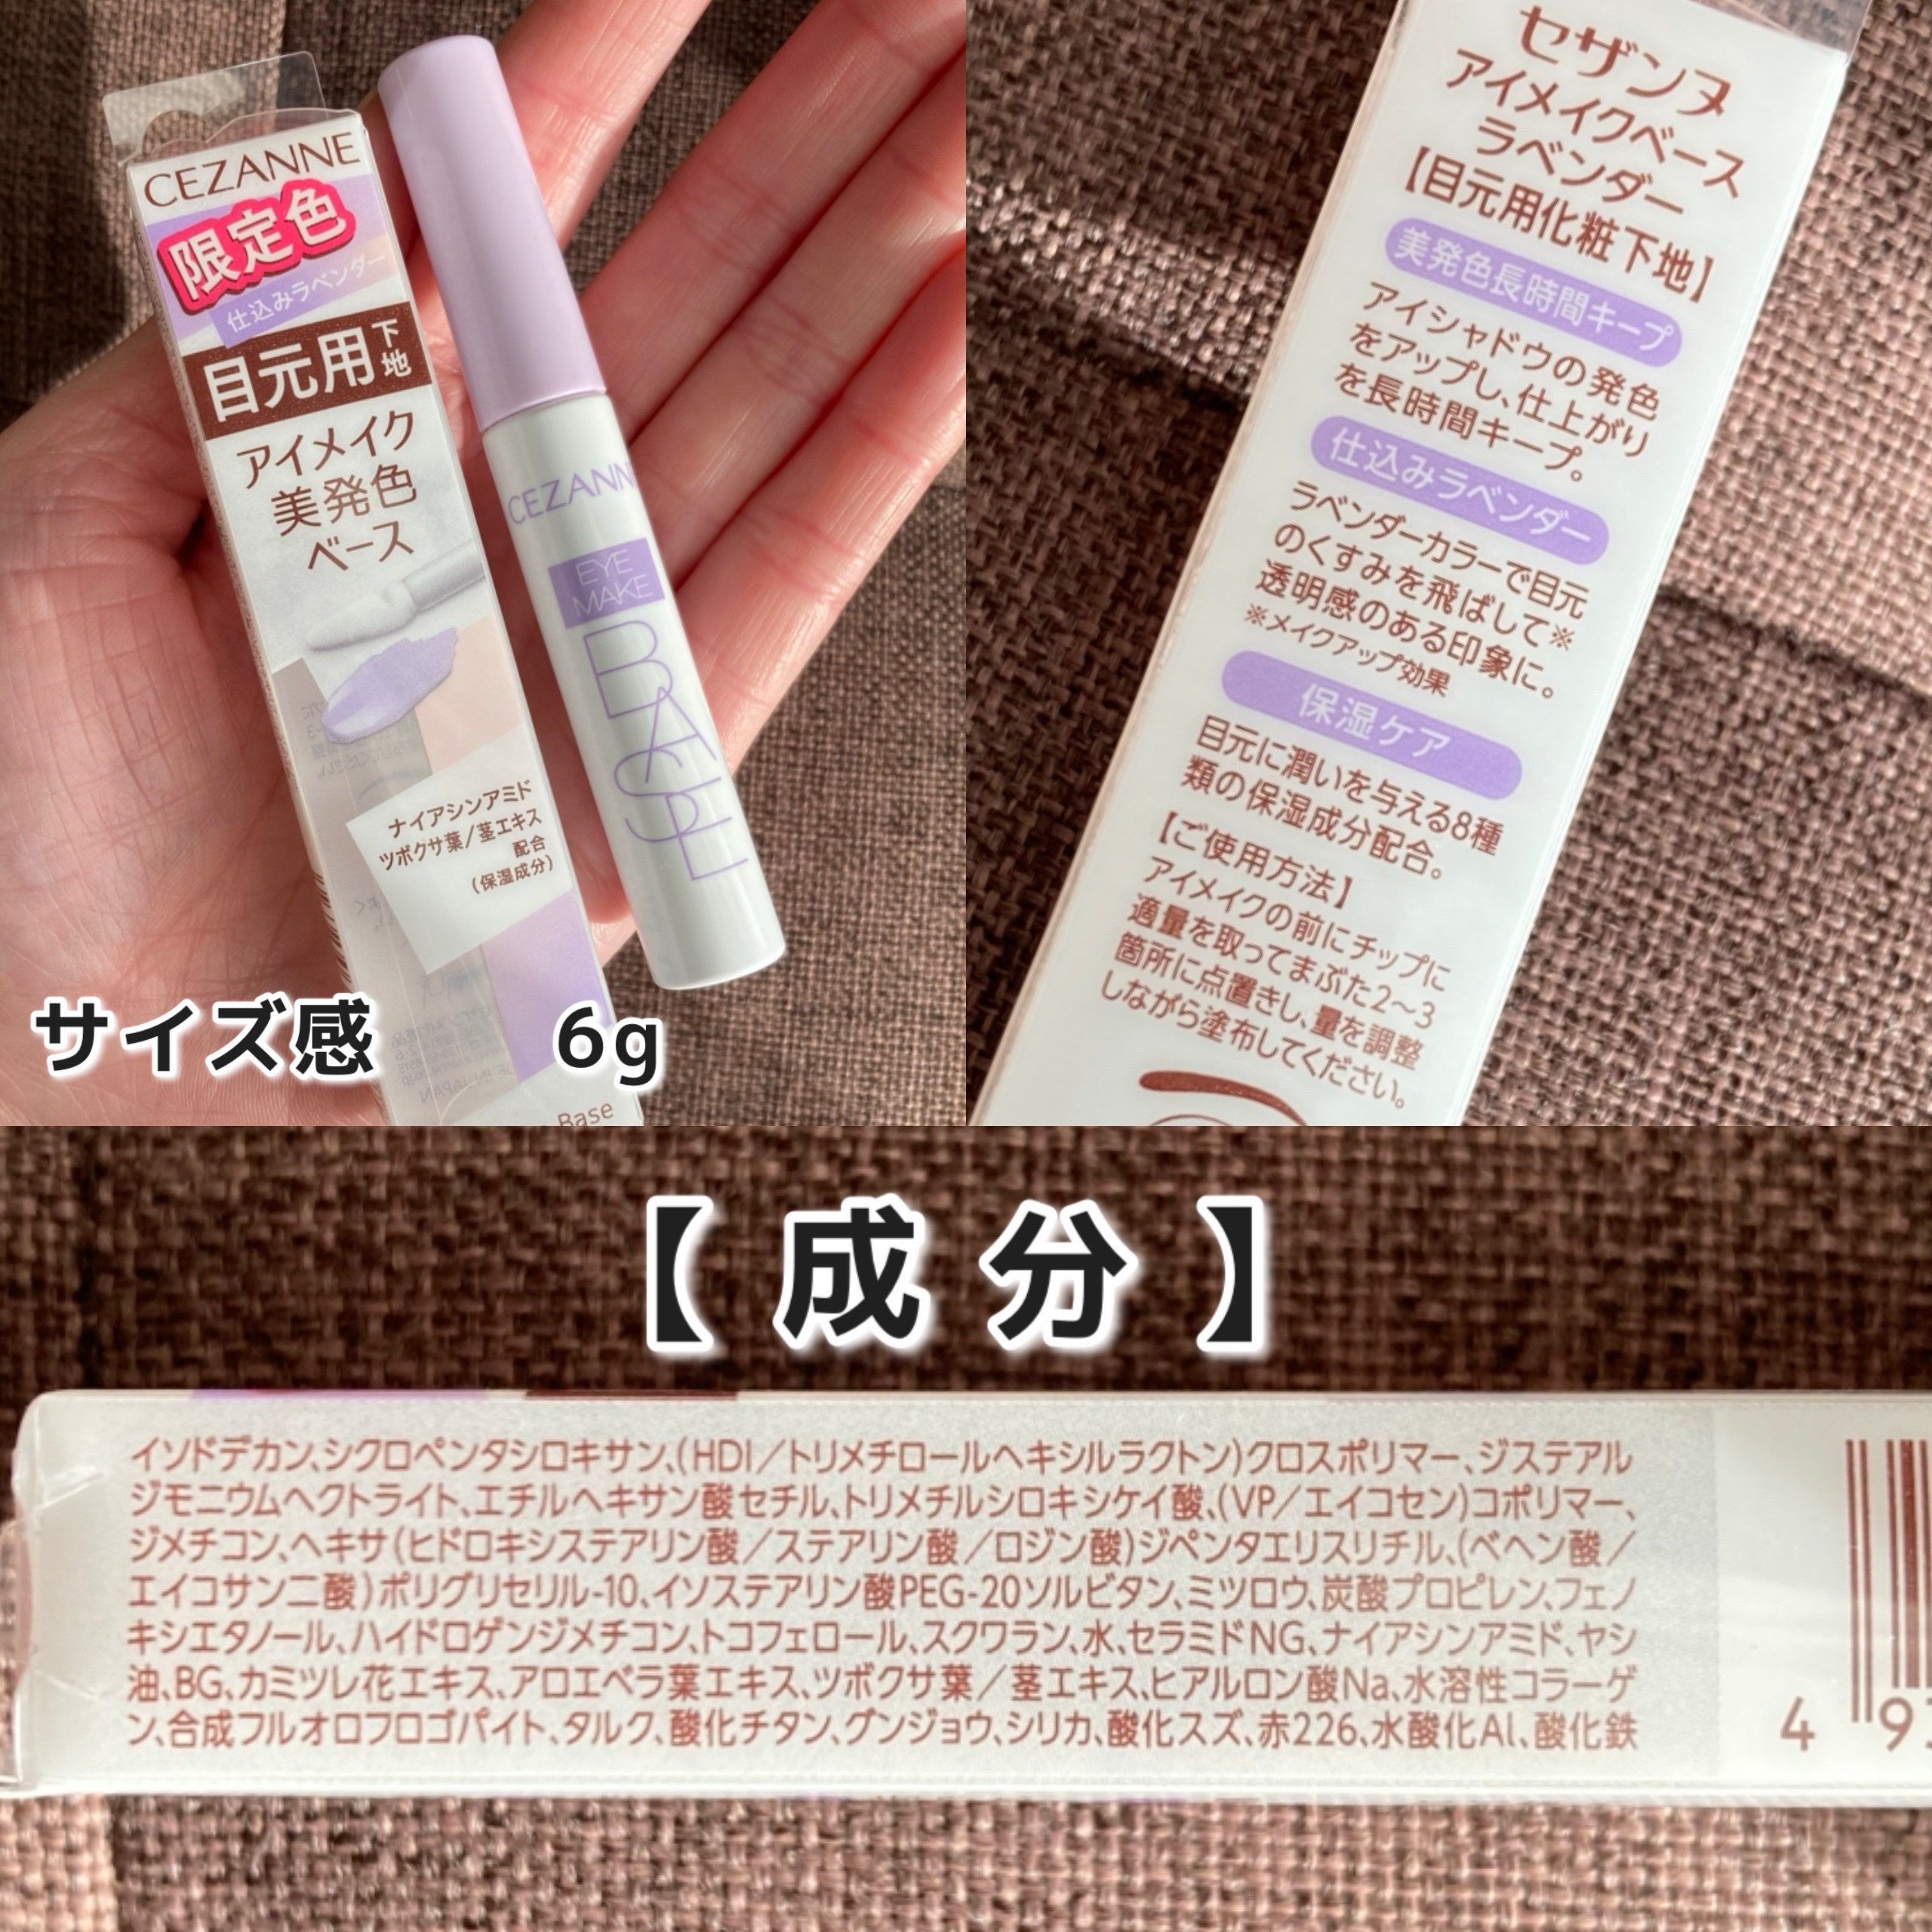 CEZANNE
限定色
仕込みラベンダー
目元用下地
アイメイク
美発色
ベース
ナイアシンアミド
ツボクサ葉/茎エキス
配合
(保湿成分)
Base
CEZANN
EYE
MAKE
BASE
サイズ感 6g
セザンヌ
アイメイクベース
ラベンダー
【目元用化粧下地】
美発色長時間キープ
アイシャドウの発色
をアップし、仕上がり
を長時間キープ。
仕込みラベンダー
ラベンダーカラーで目元
のくすみを飛ばして※
透明感のある印象に。
※メイクアップ効果
保湿ケア
目元に潤いを与える8種
類の保湿成分配合。
【ご使用方法】
アイメイクの前にチップに
適量を取ってまぶた2〜3
箇所に点置きし、量を調整
しながら塗布してください。
【成分】
イソドデカン、シクロペンタシロキサン、(HDI/トリメチロールヘキシルラクトン)クロスポリマー、ジステアル
ジモニウムヘクトライト、エチルヘキサン酸セチル、トリメチルシロキシケイ酸、(VP/エイコセン)コポリマー、
ジメチコン、ヘキサ(ヒドロキシステアリン酸/ステアリン酸/ロジン酸)ジペンタエリスリチル、(ベヘン酸/
エイコサン二酸)ポリグリセリル-10、イソステアリン酸PEG-20ソルビタン、ミツロウ、炭酸プロピレン、フェノ
キシエタノール、ハイドロゲンジメチコン、トコフェロール、スクワラン、水、セラミドNG、ナイアシンアミド、ヤシ
油、BG、カミツレ花エキス、アロエベラ葉エキス、ツボクサ葉/茎エキス、ヒアルロン酸Na、水溶性コラーゲ
ン、合成フルオロフロゴパイト、タルク、酸化チタン、グンジョウ、シリカ、酸化スズ、赤226、水酸化Al、酸化鉄
4 9